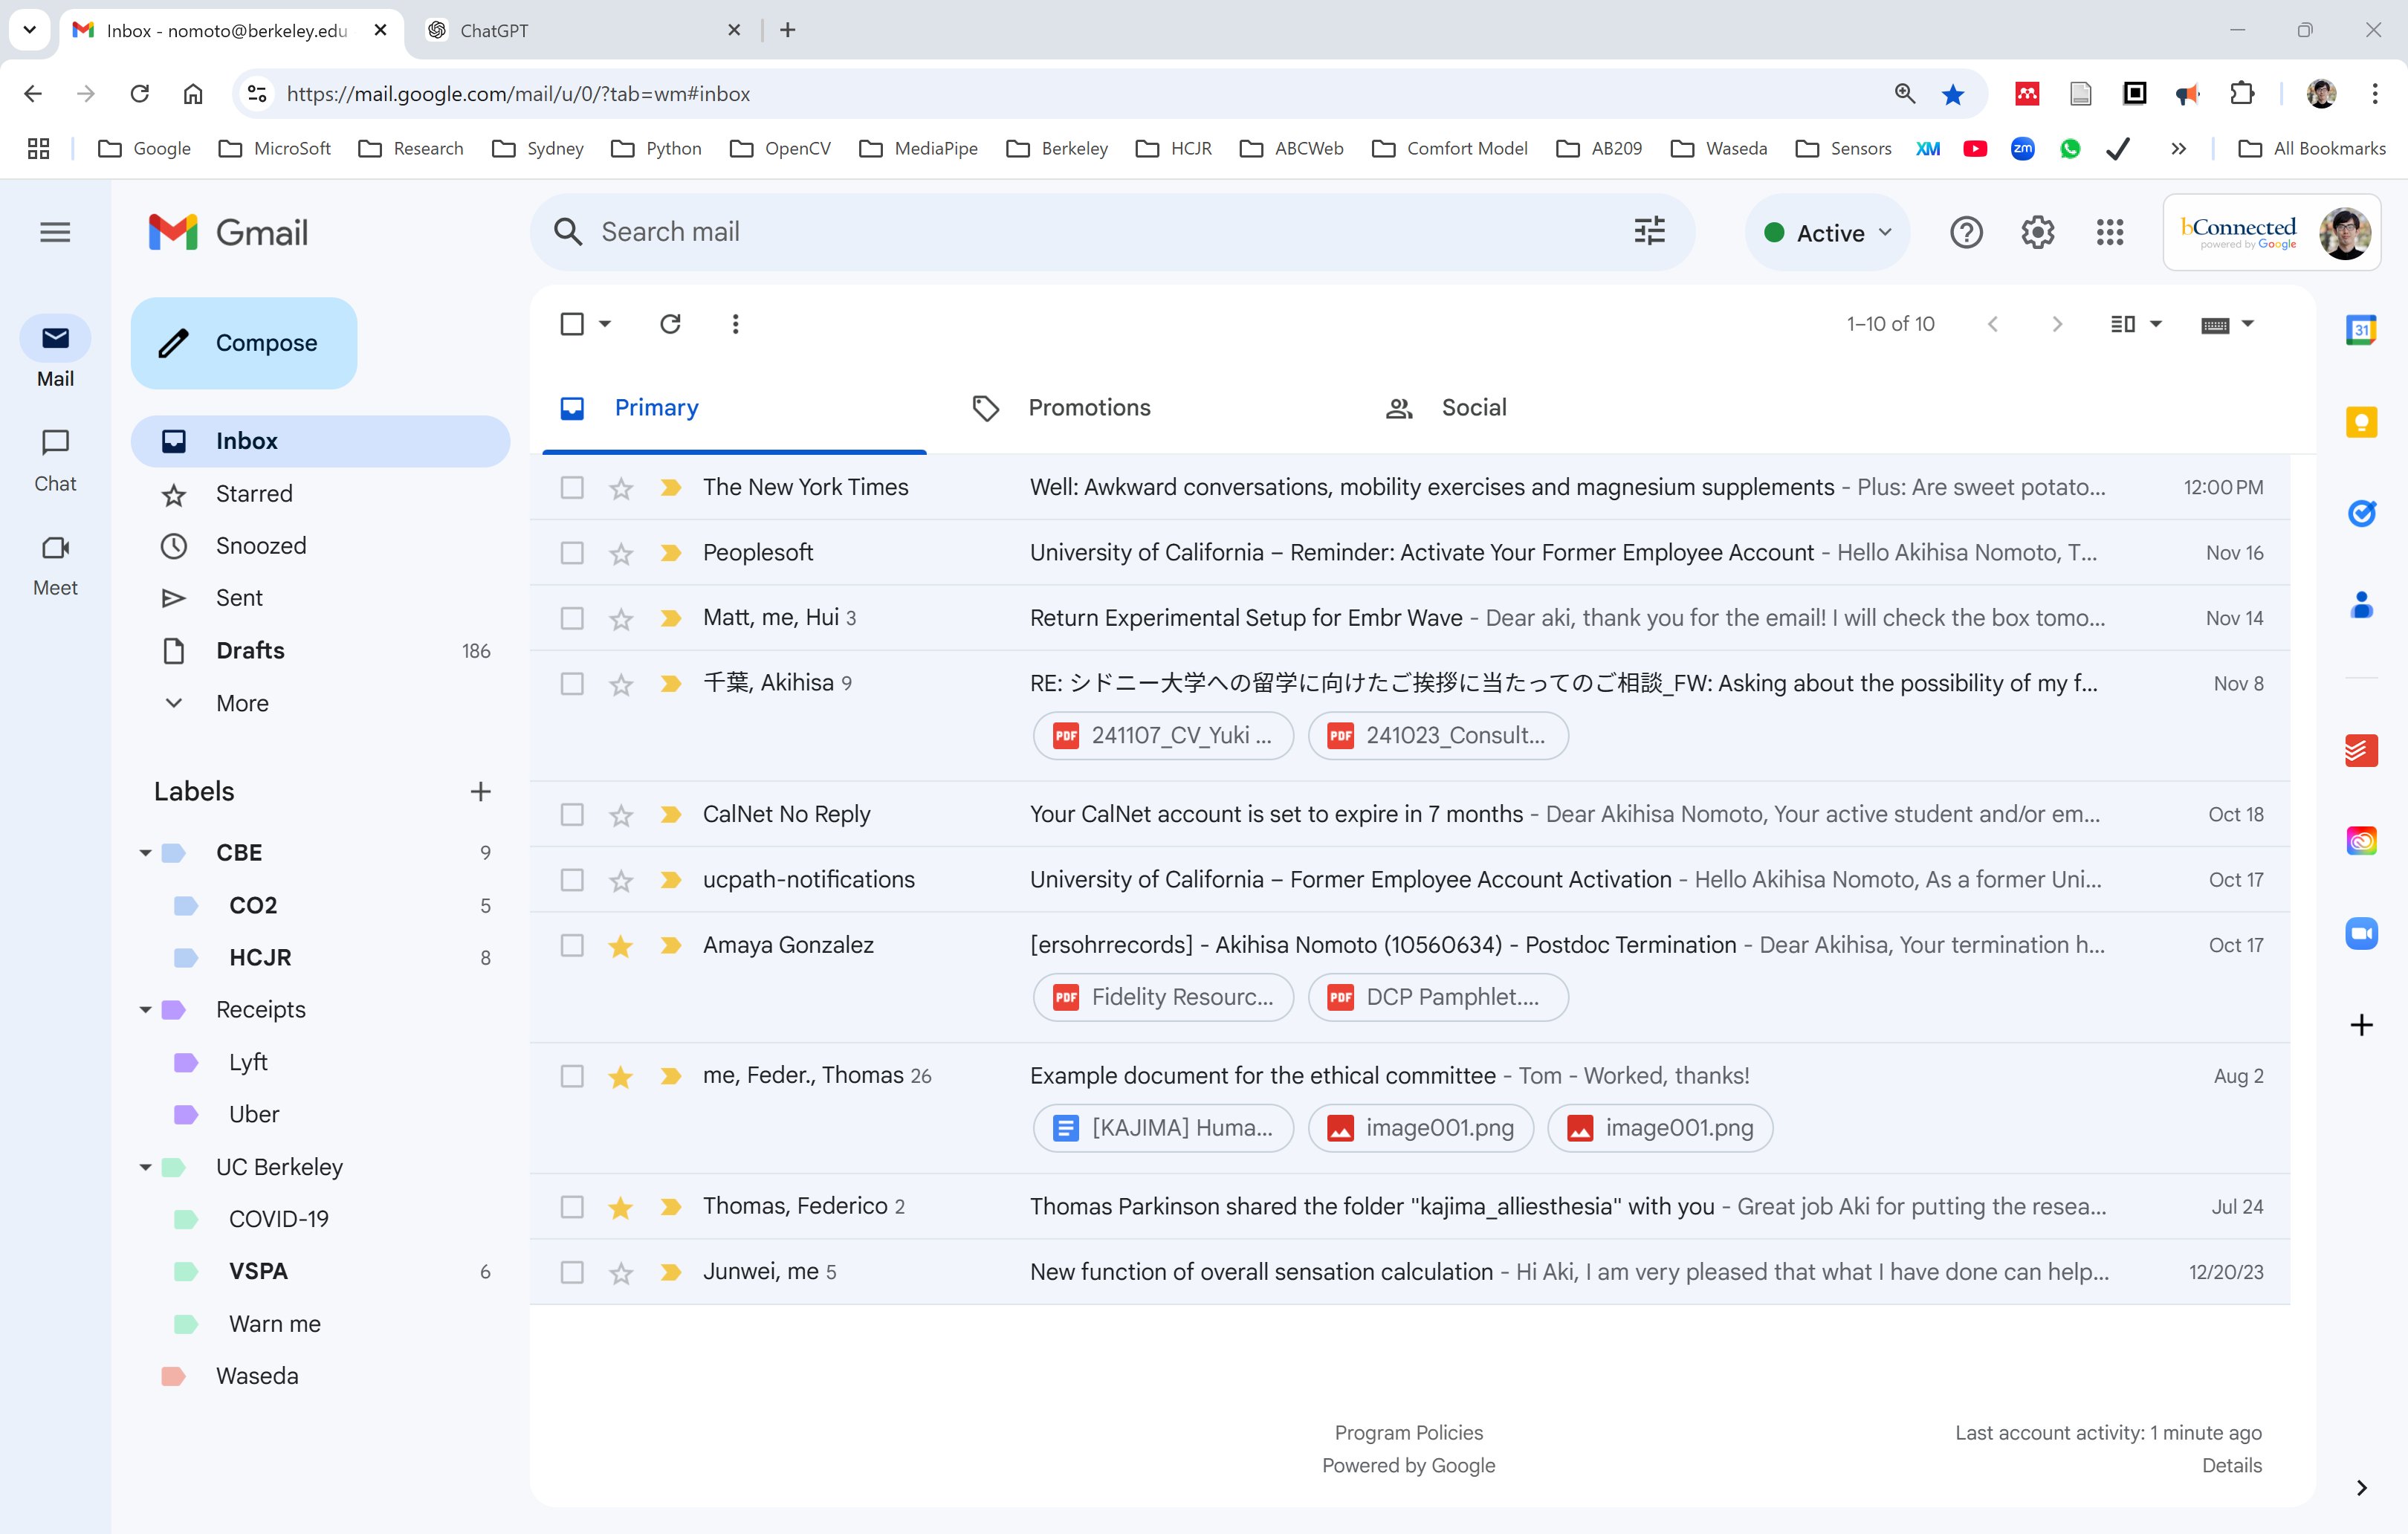 Inbox - nomoto@berkeley.edu
ChatGPT
https://mail.google.com/mail/u/0/?tab=wm#inbox
Google MicroSoft Research Sydney Python OpenCV MediaPipe Berkeley HCJR ABCWeb Comfort Model AB209 Waseda Sensors XM zm All Bookmarks
Gmail
Search mail
Active
bConnected
powered by Google
Compose
Mail
Chat
Meet
Inbox
Starred
Snoozed
Sent
Drafts 186
More
Labels
CBE 9
CO2 5
HCJR 8
Receipts
Lyft
Uber
UC Berkeley
COVID-19
VSPA 6
Warn me
Waseda
1–10 of 10
Primary Promotions Social
The New York Times Well: Awkward conversations, mobility exercises and magnesium supplements - Plus: Are sweet potato... 12:00 PM
Peoplesoft University of California – Reminder: Activate Your Former Employee Account - Hello Akihisa Nomoto, T... Nov 16
Matt, me, Hui 3 Return Experimental Setup for Embr Wave - Dear aki, thank you for the email! I will check the box tomo... Nov 14
千葉, Akihisa 9 RE: シドニー大学への留学に向けたご挨拶に当たってのご相談_FW: Asking about the possibility of my f... Nov 8
PDF 241107_CV_Yuki ... PDF 241023_Consult...
CalNet No Reply Your CalNet account is set to expire in 7 months - Dear Akihisa Nomoto, Your active student and/or em... Oct 18
ucpath-notifications University of California – Former Employee Account Activation - Hello Akihisa Nomoto, As a former Uni... Oct 17
Amaya Gonzalez [ersohrrecords] - Akihisa Nomoto (10560634) - Postdoc Termination - Dear Akihisa, Your termination h... Oct 17
PDF Fidelity Resourc... PDF DCP Pamphlet....
me, Feder., Thomas 26 Example document for the ethical committee - Tom - Worked, thanks! Aug 2
[KAJIMA] Huma... image001.png image001.png
Thomas, Federico 2 Thomas Parkinson shared the folder "kajima_alliesthesia" with you - Great job Aki for putting the resea... Jul 24
Junwei, me 5 New function of overall sensation calculation - Hi Aki, I am very pleased that what I have done can help... 12/20/23
Program Policies
Powered by Google
Last account activity: 1 minute ago
Details
31